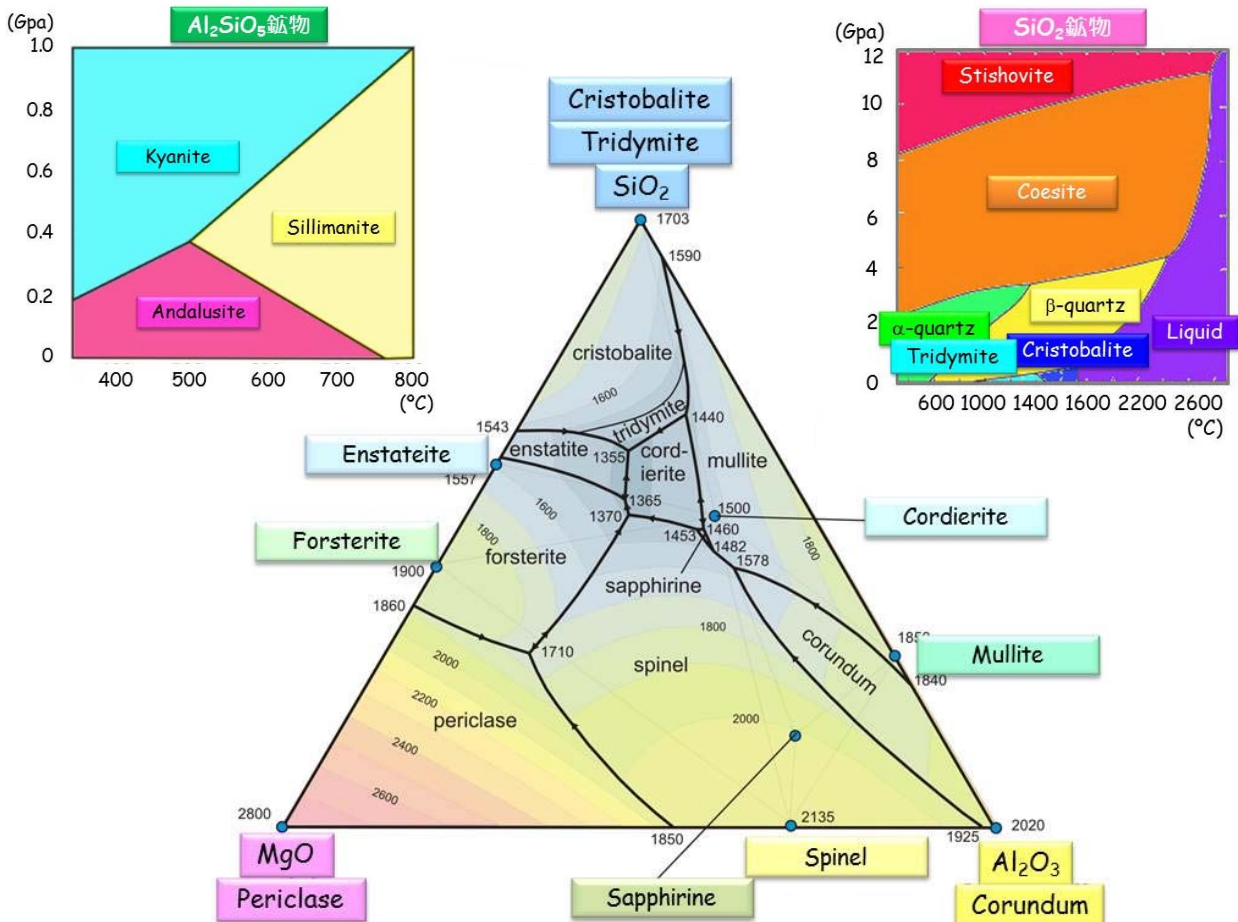 (Gpa)
Al2SiO5鉱物
1.0
0.8
0.6
0.4
0.2
0
Kyanite
Sillimanite
Andalusite
400 500 600 700 800
(°C)
(Gpa)
SiO2鉱物
12
10
8
6
4
2
0
Stishovite
Coesite
β-quartz
α-quartz
Liquid
Tridymite
Cristobalite
600 1000 1400 1600 2200 2600
(°C)
Cristobalite
Tridymite
SiO2
1703
1590
cristobalite
1600
tridymite
1543
1440
enstatite
1355
cordierite
mullite
Enstateite
1557
1365
1500
Cordierite
1600
1370
1460
1453
1482
1800
Forsterite
1800
forsterite
1578
1900
sapphirine
1860
1800
corundum
1710
spinel
Mullite
1840
2000
2200
periclase
2000
2400
2600
2800
1850
2135
1925
2020
MgO
Periclase
Spinel
Sapphirine
Al2O3
Corundum